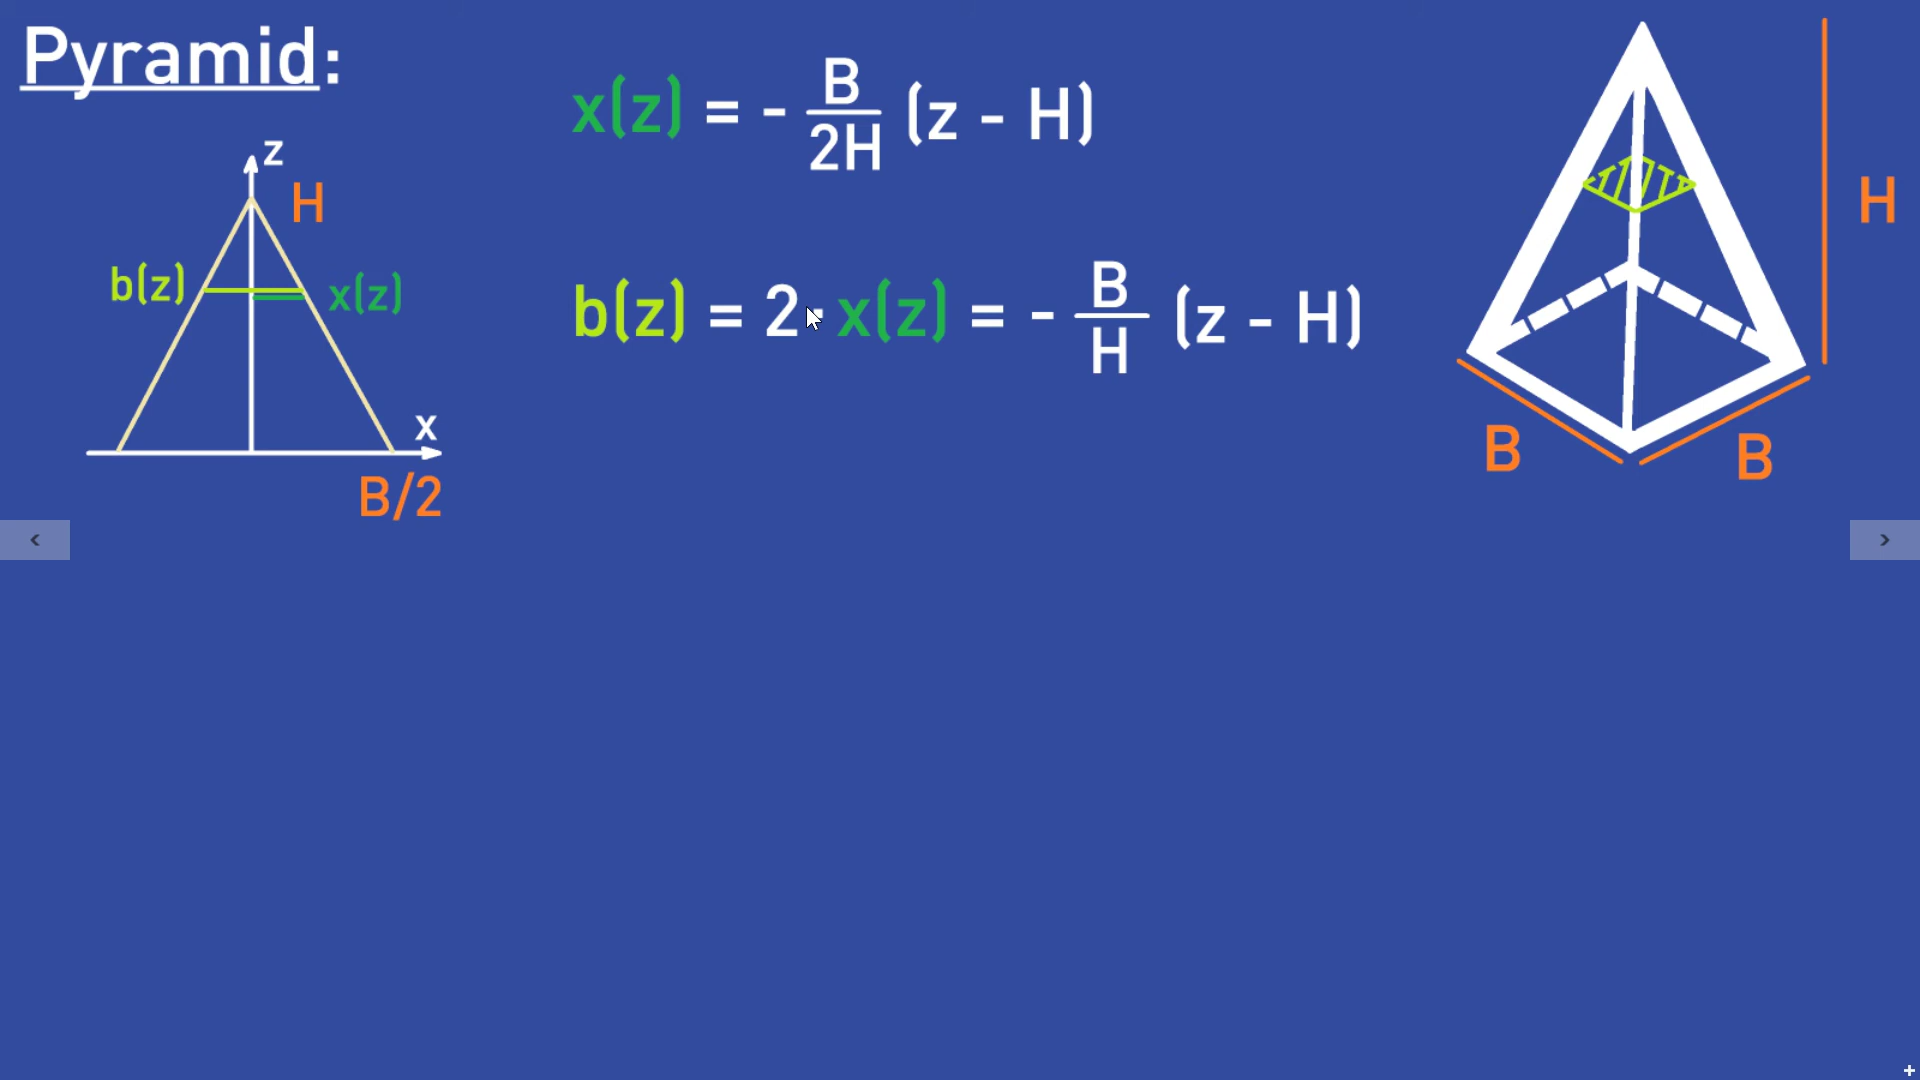 Pyramid:
x(z) = - B/2H (z - H)
z
H
b(z)
x(z)
x
B/2
b(z) = 2 · x(z) = - B/H (z - H)
H
B
B
<
>
+